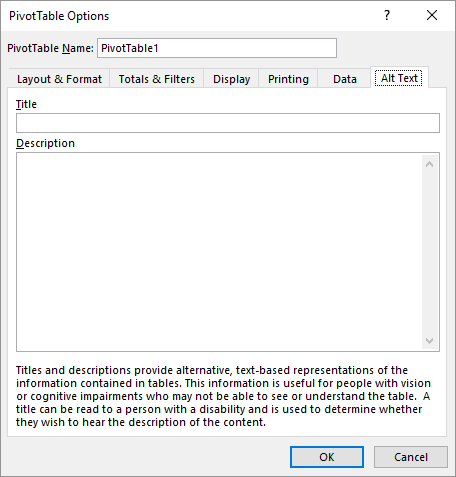 PivotTable Options ?
PivotTable Name: PivotTable1
Layout & Format Totals & Filters Display Printing Data Alt Text
Title
Description
Titles and descriptions provide alternative, text-based representations of the
information contained in tables. This information is useful for people with vision
or cognitive impairments who may not be able to see or understand the table.  A
title can be read to a person with a disability and is used to determine whether
they wish to hear the description of the content.
OK Cancel